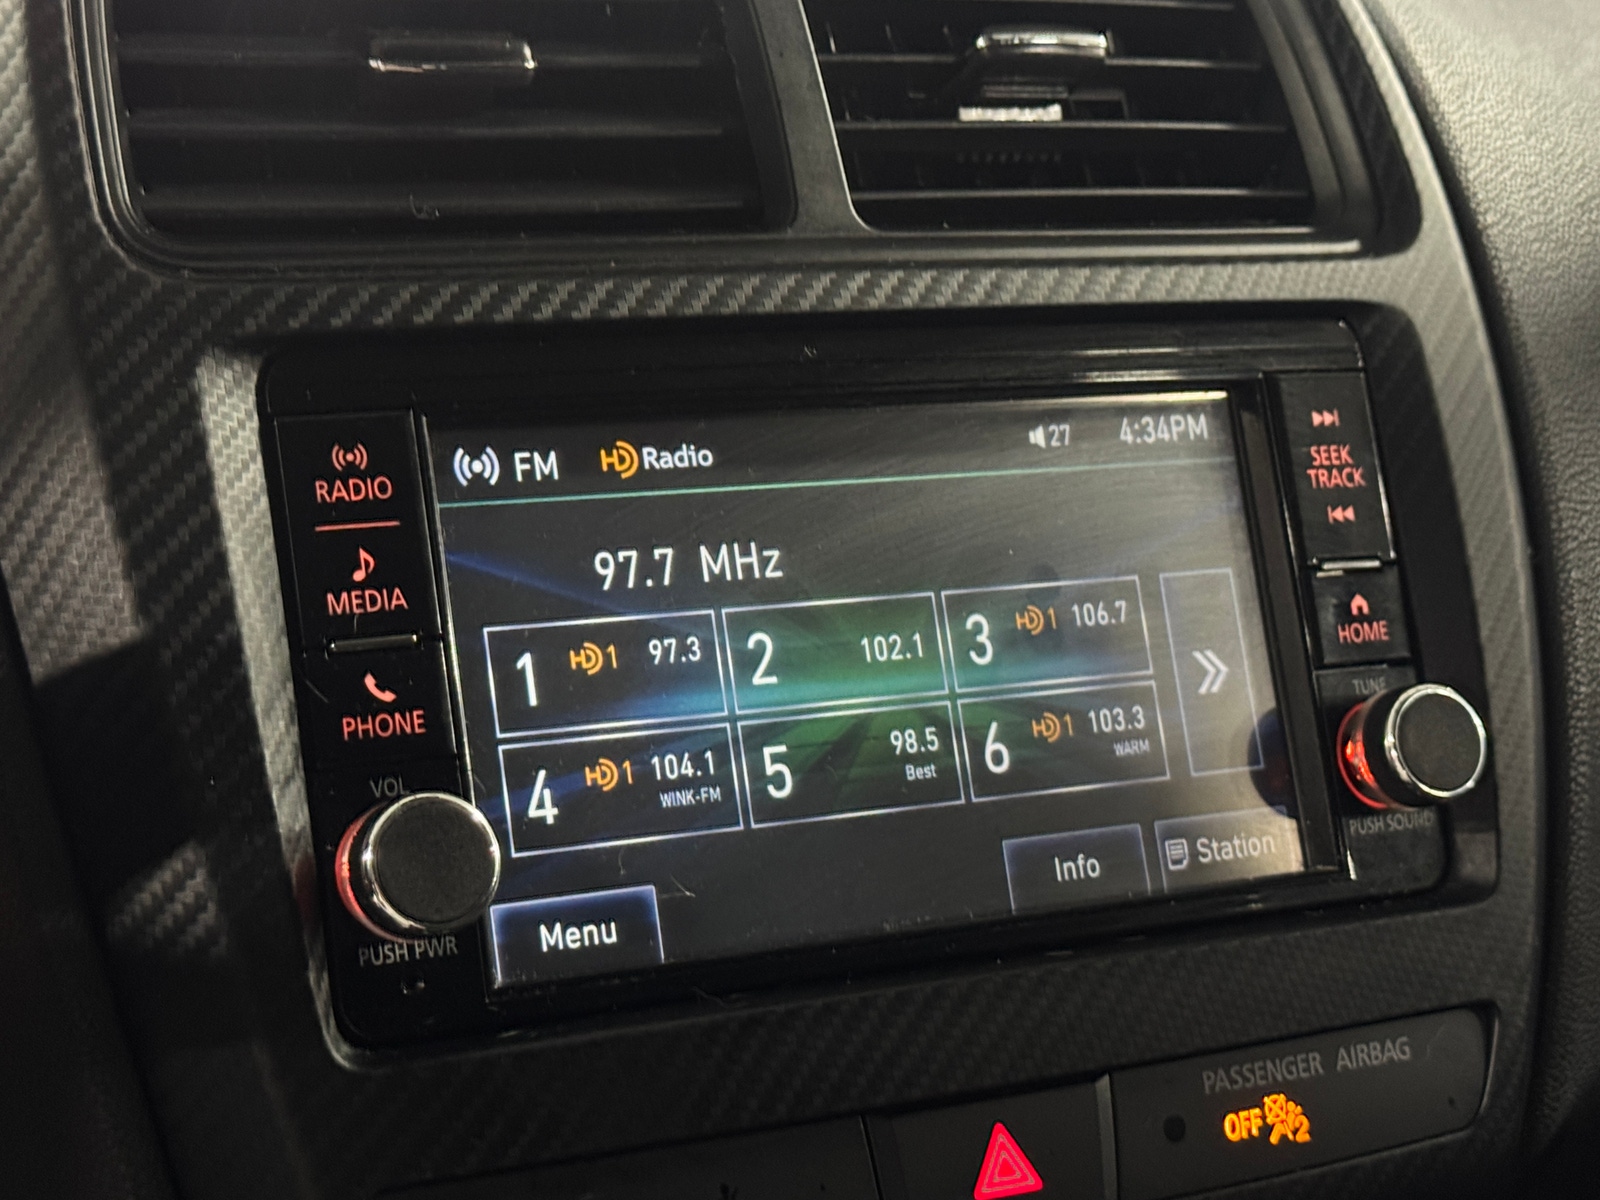 RADIO
MEDIA
PHONE
VOL
PUSH PWR
FM HD Radio 27 4:34PM
97.7 MHz
1 HD1 97.3
2 102.1
3 HD1 106.7
4 HD1 104.1
WINK-FM
5 98.5
Best
6 HD1 103.3
WARM
Info
Station
Menu
SEEK
TRACK
HOME
TUNE
PUSH SOUND
PASSENGER AIRBAG
OFF 2